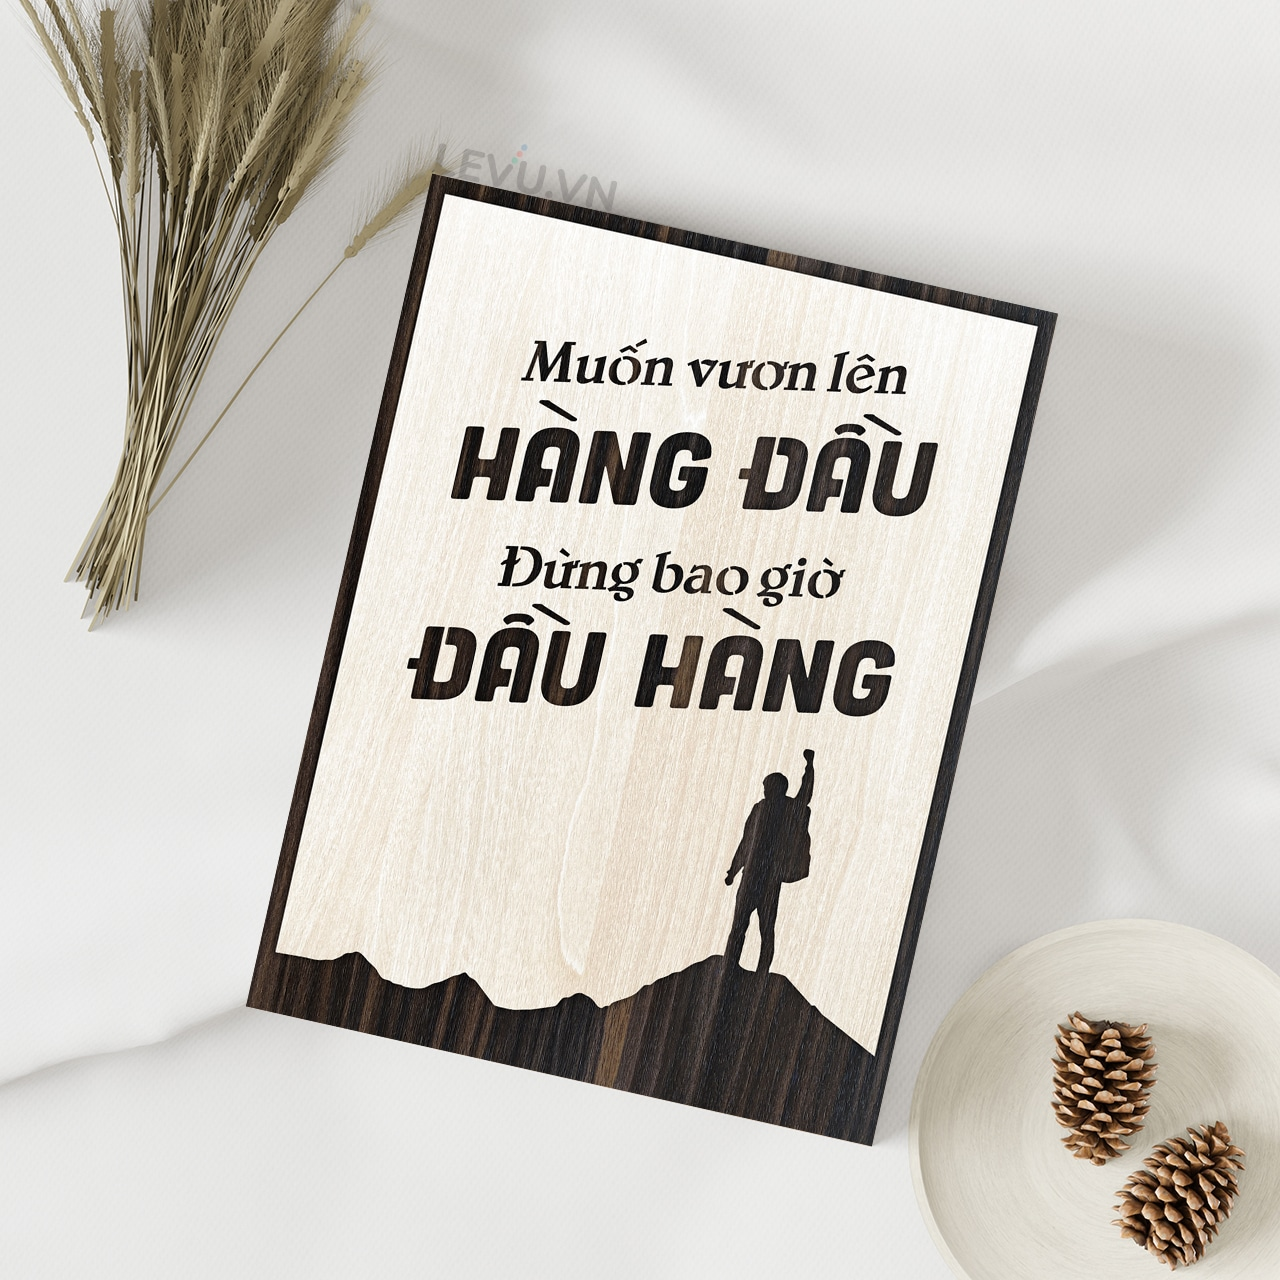 LEVU.VN
Muốn vươn lên
HÀNG ĐẦU
Đừng bao giờ
ĐẦU HÀNG